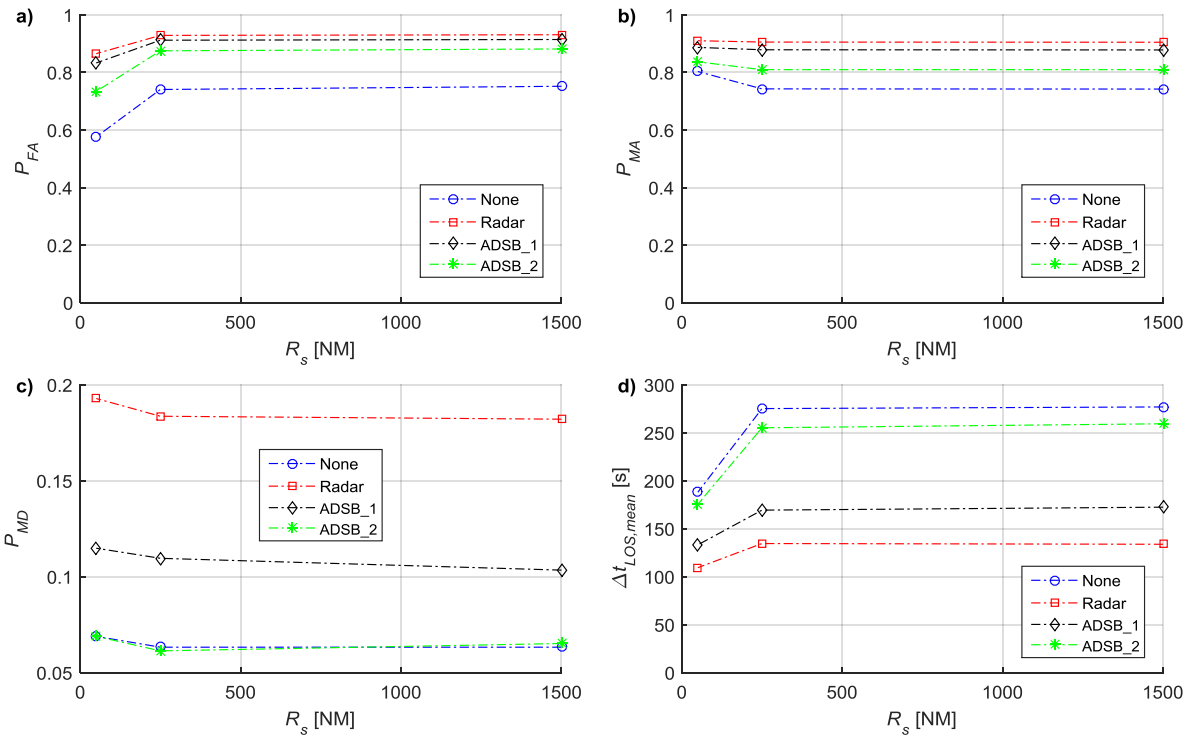 a)
1
0.8
0.6
0.4
0.2
0
P_FA
0 500 1000 1500
R_s [NM]
None
Radar
ADSB_1
ADSB_2
b)
1
0.8
0.6
0.4
0.2
0
P_MA
0 500 1000 1500
R_s [NM]
None
Radar
ADSB_1
ADSB_2
c)
0.2
0.15
0.1
0.05
P_MD
0 500 1000 1500
R_s [NM]
None
Radar
ADSB_1
ADSB_2
d)
300
250
200
150
100
50
0
Δt_LOS,mean [s]
0 500 1000 1500
R_s [NM]
None
Radar
ADSB_1
ADSB_2